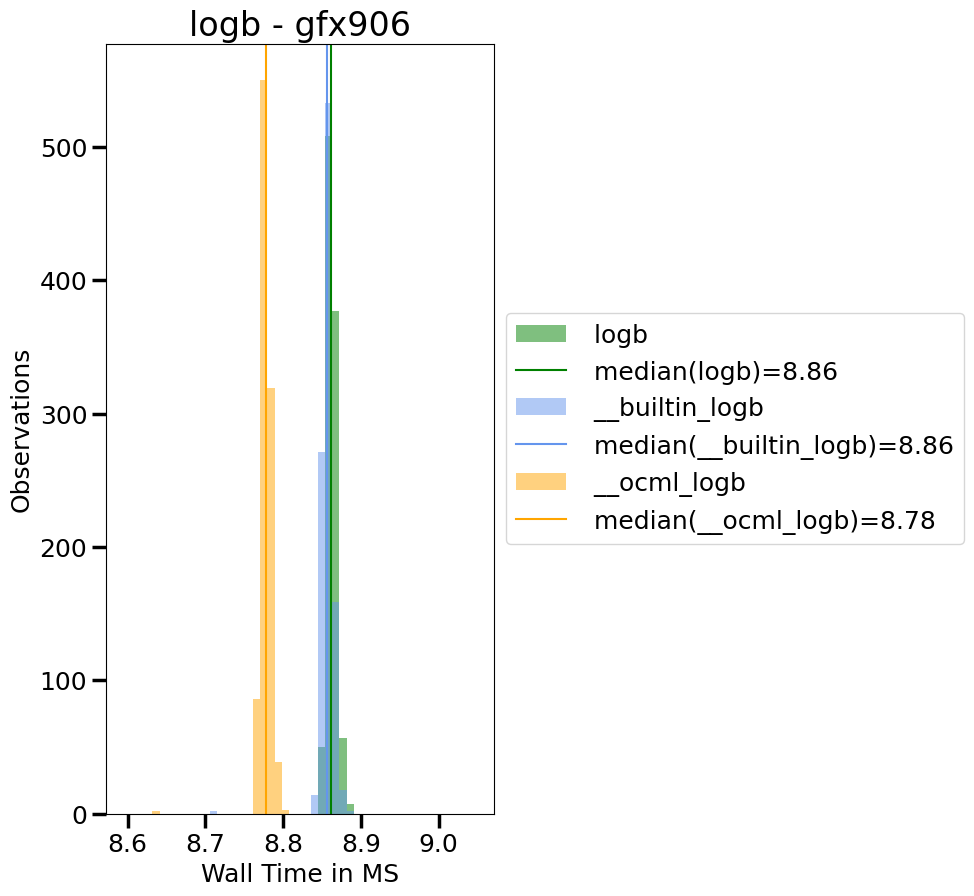 logb - gfx906
500
400
300
200
100
0
Observations
8.6 8.7 8.8 8.9 9.0
Wall Time in MS
logb
median(logb)=8.86
__builtin_logb
median(__builtin_logb)=8.86
__ocml_logb
median(__ocml_logb)=8.78